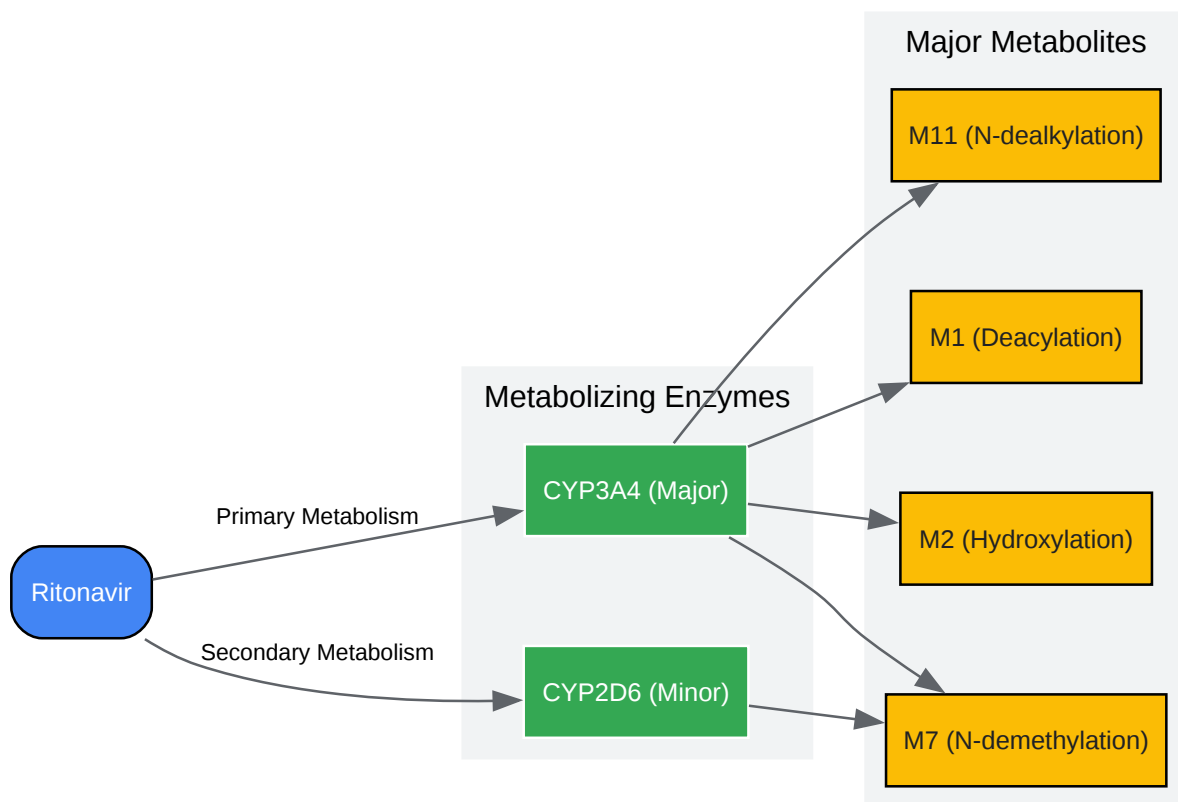 Major Metabolites
M11 (N-dealkylation)
M1 (Deacylation)
Metabolizing Enzymes
CYP3A4 (Major)
Primary Metabolism
M2 (Hydroxylation)
Ritonavir
Secondary Metabolism
CYP2D6 (Minor)
M7 (N-demethylation)